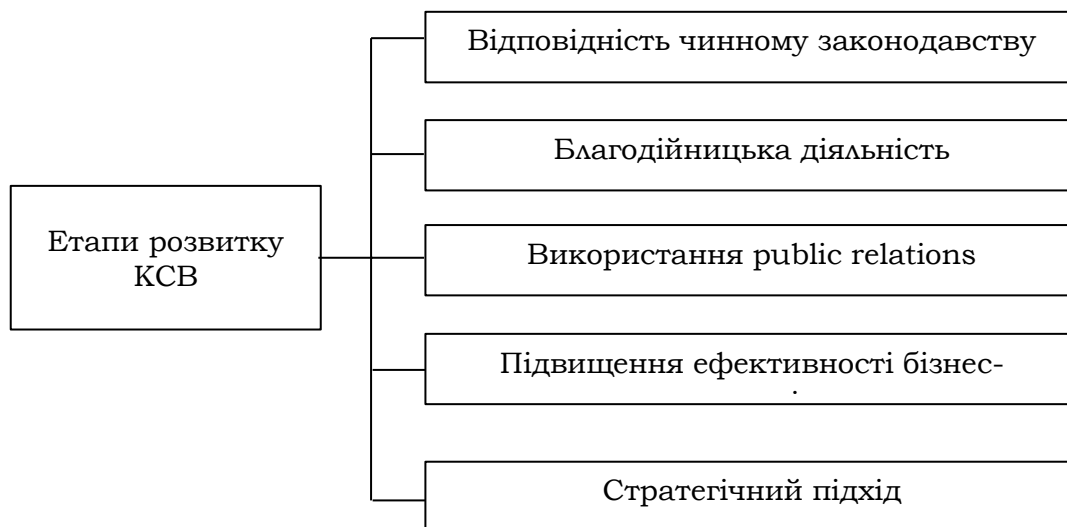 Етапи розвитку
КСВ
Відповідність чинному законодавству
Благодійницька діяльність
Використання public relations
Підвищення ефективності бізнес-
Стратегічний підхід